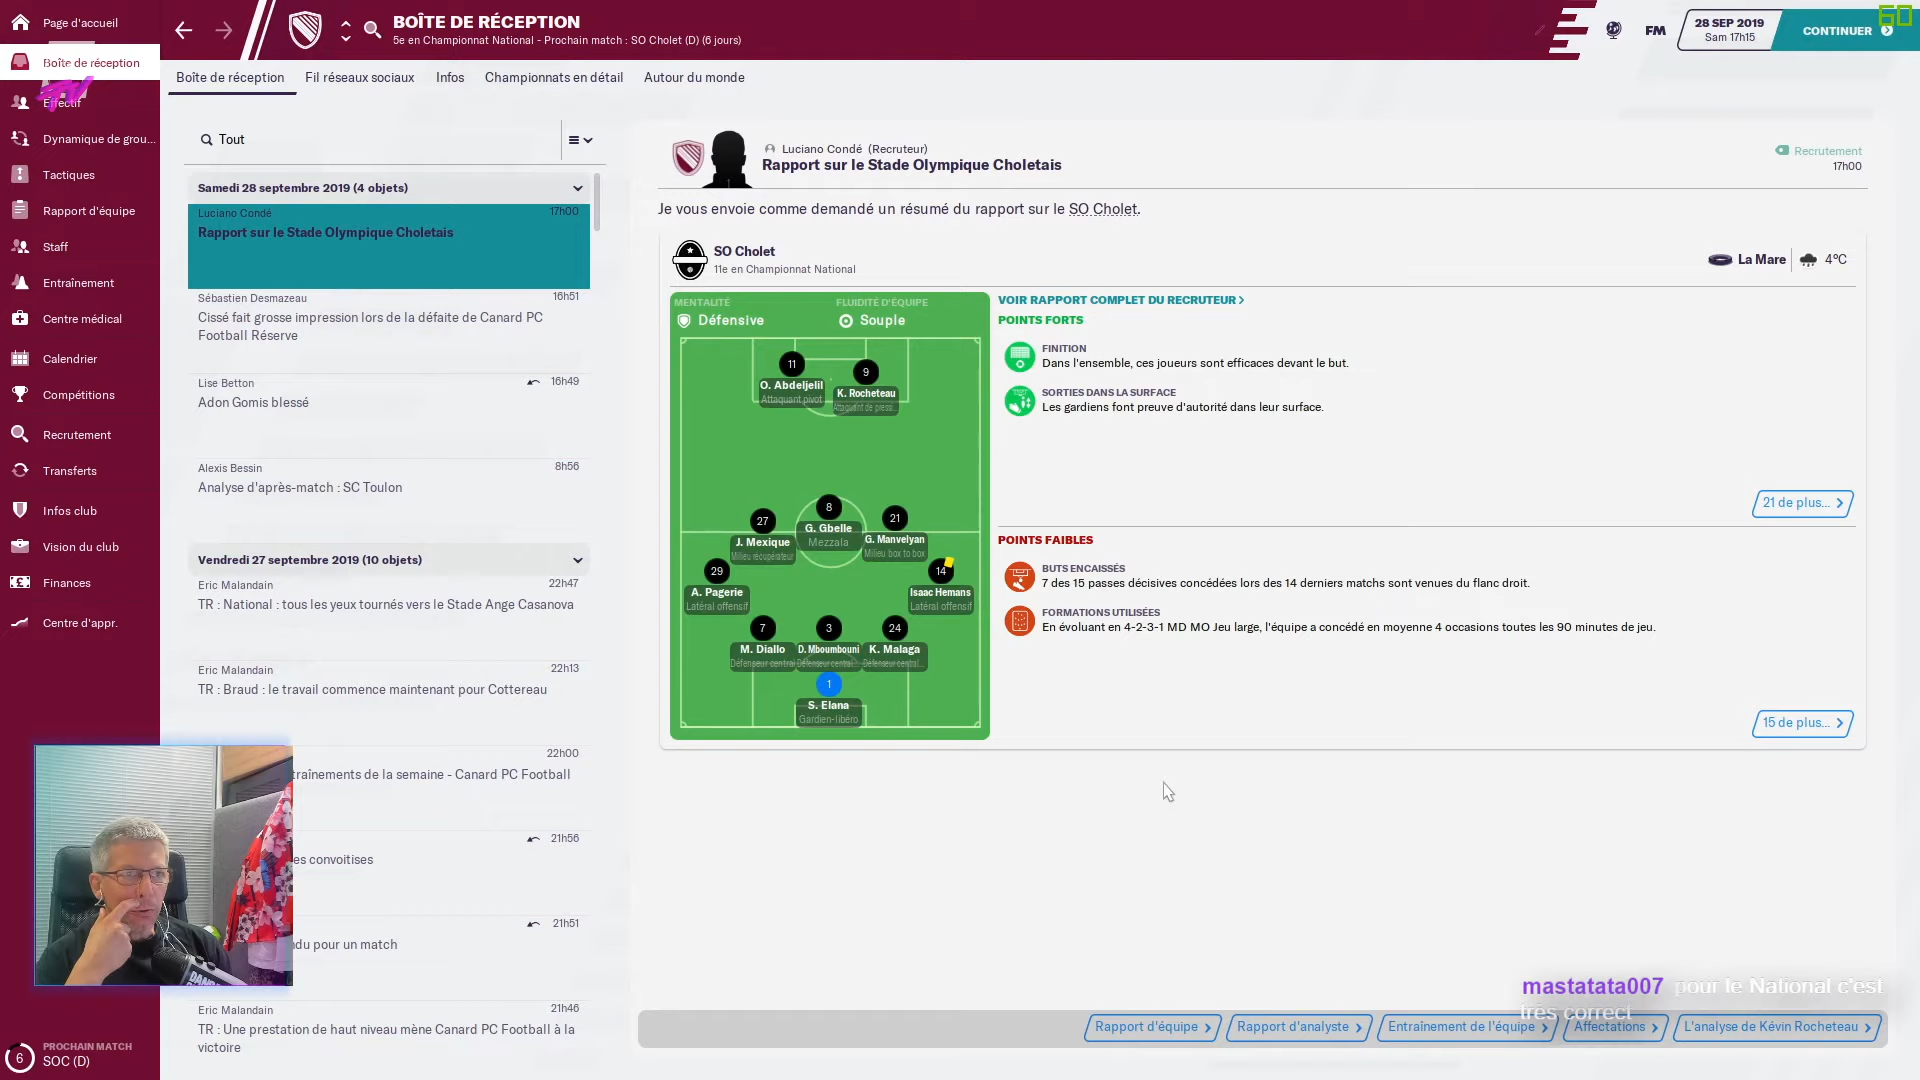 Page d'accueil
Boîte de réception
Effectif
Dynamique de grou...
Tactiques
Rapport d'équipe
Staff
Entraînement
Centre médical
Calendrier
Compétitions
Recrutement
Transferts
Infos club
Vision du club
Finances
Centre d'appr.
6
PROCHAIN MATCH
SOC (D)
BOÎTE DE RÉCEPTION
5e en Championnat National - Prochain match : SO Cholet (D) (6 jours)
FM
28 SEP 2019
Sam 17h15
CONTINUER
60
Boîte de réception
Fil réseaux sociaux
Infos
Championnats en détail
Autour du monde
Tout
Samedi 28 septembre 2019 (4 objets)
Luciano Condé 17h00
Rapport sur le Stade Olympique Choletais
Sébastien Desmazeau 16h51
Cissé fait grosse impression lors de la défaite de Canard PC
Football Réserve
Lise Betton 16h49
Adon Gomis blessé
Alexis Bessin 8h56
Analyse d'après-match : SC Toulon
Vendredi 27 septembre 2019 (10 objets)
Eric Malandain 22h47
TR : National : tous les yeux tournés vers le Stade Ange Casanova
Eric Malandain 22h13
TR : Braud : le travail commence maintenant pour Cottereau
22h00
traînements de la semaine - Canard PC Football
21h56
es convoitises
21h51
ndu pour un match
Eric Malandain 21h46
TR : Une prestation de haut niveau mène Canard PC Football à la
victoire
Luciano Condé (Recruteur)
Rapport sur le Stade Olympique Choletais
Recrutement
17h00
Je vous envoie comme demandé un résumé du rapport sur le SO Cholet.
SO Cholet
11e en Championnat National
La Mare
4°C
MENTALITÉ
Défensive
FLUIDITÉ D'ÉQUIPE
Souple
11
O. Abdeljelil
Attaquant pivot
9
K. Rocheteau
Attaquant de press...
27
J. Mexique
Milieu récupérateur
8
G. Gbelle
Mezzala
21
G. Manvelyan
Milieu box to box
29
A. Pagerie
Latéral offensif
14
Isaac Hemans
Latéral offensif
7
M. Diallo
Défenseur central
3
D. Mboumbouni
Défenseur central...
24
K. Malaga
Défenseur central...
1
S. Elana
Gardien-libéro
VOIR RAPPORT COMPLET DU RECRUTEUR
POINTS FORTS
FINITION
Dans l'ensemble, ces joueurs sont efficaces devant le but.
SORTIES DANS LA SURFACE
Les gardiens font preuve d'autorité dans leur surface.
21 de plus...
POINTS FAIBLES
BUTS ENCAISSÉS
7 des 15 passes décisives concédées lors des 14 derniers matchs sont venues du flanc droit.
FORMATIONS UTILISÉES
En évoluant en 4-2-3-1 MD MO Jeu large, l'équipe a concédé en moyenne 4 occasions toutes les 90 minutes de jeu.
15 de plus...
mastatata007 pour le National c'est
très correct
Rapport d'équipe
Rapport d'analyste
Entraînement de l'équipe
Affectations
L'analyse de Kévin Rocheteau